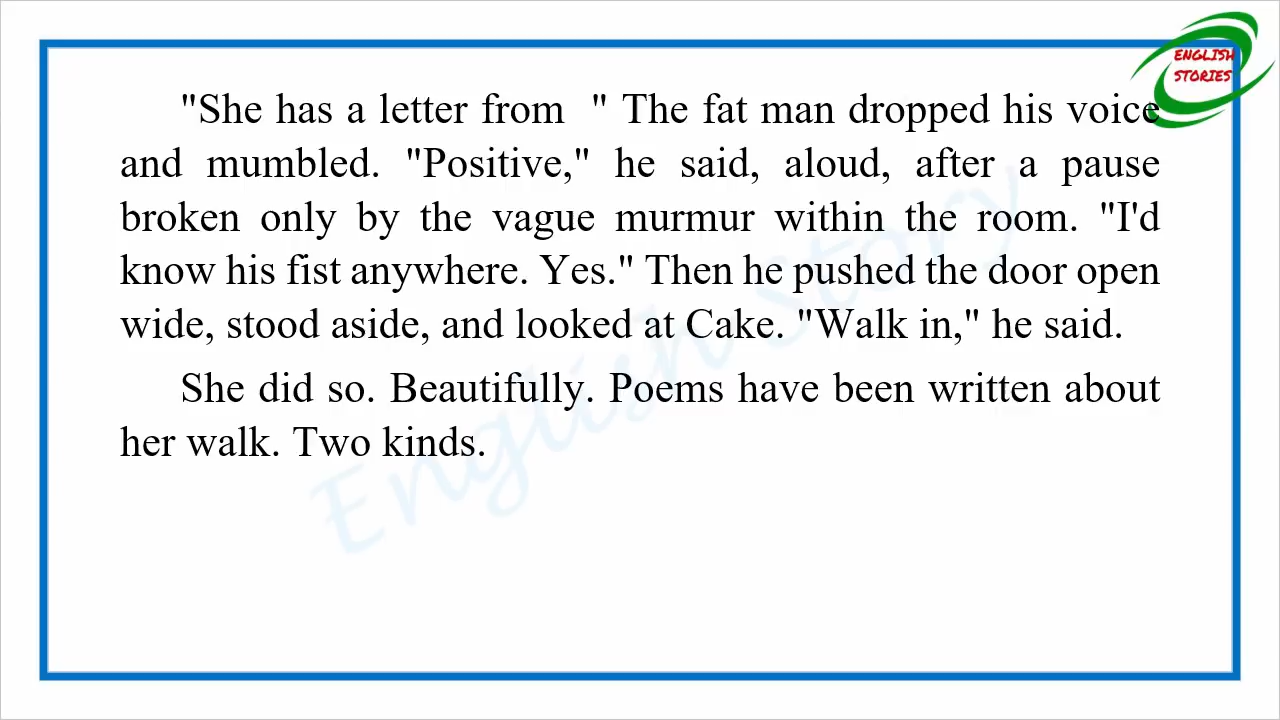 ENGLISH
STORIES
"She has a letter from " The fat man dropped his voice
and mumbled. "Positive," he said, aloud, after a pause
broken only by the vague murmur within the room. "I'd
know his fist anywhere. Yes." Then he pushed the door open
wide, stood aside, and looked at Cake. "Walk in," he said.
She did so. Beautifully. Poems have been written about
her walk. Two kinds.
English Story